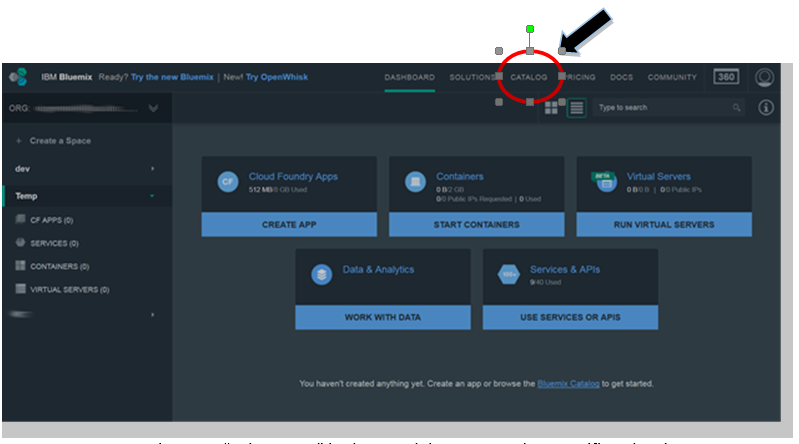 IBM Bluemix Ready? Try the new Bluemix | New! Try OpenWhisk
DASHBOARD SOLUTIONS CATALOG PRICING DOCS COMMUNITY 360
ORG:
Type to search
+ Create a Space
dev
Temp
CF APPS (0)
SERVICES (0)
CONTAINERS (0)
VIRTUAL SERVERS (0)
CF
Cloud Foundry Apps
512 MB/8 GB Used
CREATE APP
Containers
0 B/2 GB
0/0 Public IPs Requested | 0 Used
START CONTAINERS
BETA
Virtual Servers
0 B/0 B | 0/0 Public IPs
RUN VIRTUAL SERVERS
Data & Analytics
WORK WITH DATA
Services & APIs
9/40 Used
USE SERVICES OR APIS
You haven't created anything yet. Create an app or browse the Bluemix Catalog to get started.